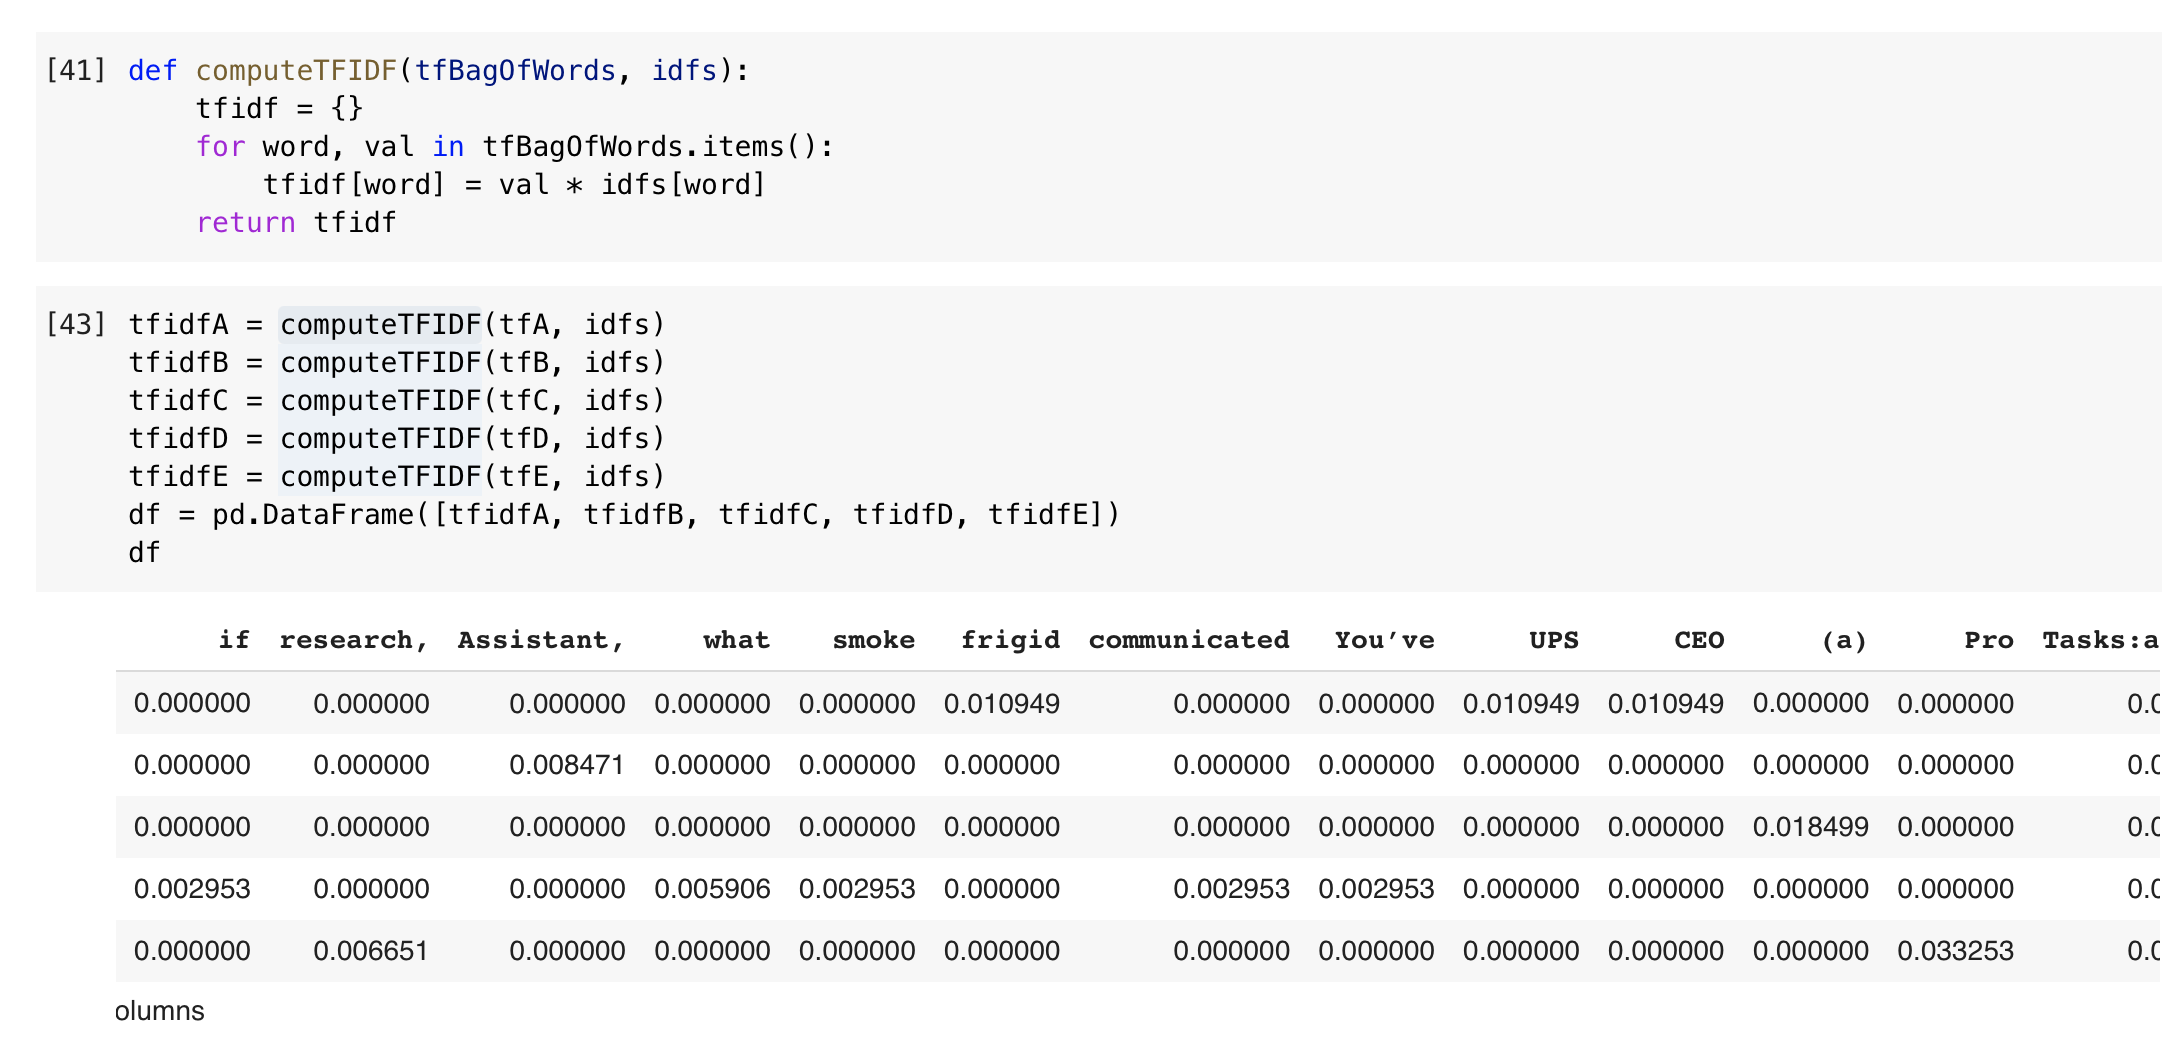 [41] def computeTFIDF(tfBagOfWords, idfs):
    tfidf = {}
    for word, val in tfBagOfWords.items():
        tfidf[word] = val * idfs[word]
    return tfidf
[43] tfidfA = computeTFIDF(tfA, idfs)
tfidfB = computeTFIDF(tfB, idfs)
tfidfC = computeTFIDF(tfC, idfs)
tfidfD = computeTFIDF(tfD, idfs)
tfidfE = computeTFIDF(tfE, idfs)
df = pd.DataFrame([tfidfA, tfidfB, tfidfC, tfidfD, tfidfE])
df
if research, Assistant, what smoke frigid communicated You’ve UPS CEO (a) Pro Tasks:a
0.000000 0.000000 0.000000 0.000000 0.000000 0.010949 0.000000 0.000000 0.010949 0.010949 0.000000 0.000000 0.0
0.000000 0.000000 0.008471 0.000000 0.000000 0.000000 0.000000 0.000000 0.000000 0.000000 0.000000 0.000000 0.0
0.000000 0.000000 0.000000 0.000000 0.000000 0.000000 0.000000 0.000000 0.000000 0.000000 0.018499 0.000000 0.0
0.002953 0.000000 0.000000 0.005906 0.002953 0.000000 0.002953 0.002953 0.000000 0.000000 0.000000 0.000000 0.0
0.000000 0.006651 0.000000 0.000000 0.000000 0.000000 0.000000 0.000000 0.000000 0.000000 0.000000 0.033253 0.0
olumns